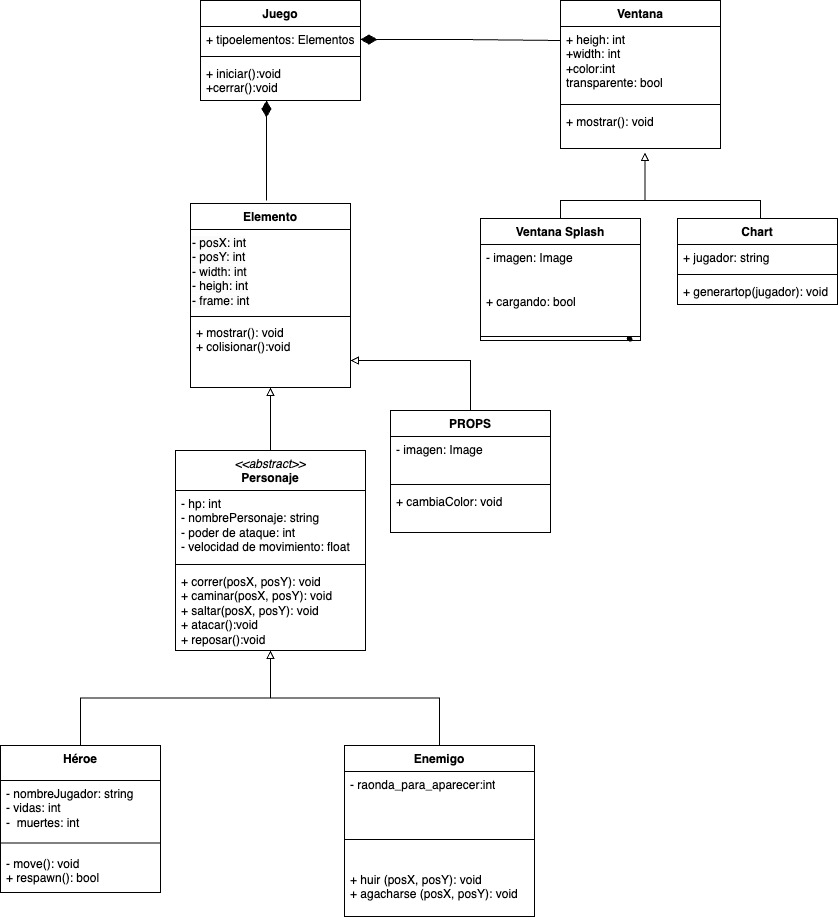 Juego
+ tipoelementos: Elementos
+ iniciar():void
+cerrar():void
Ventana
+ heigh: int
+width: int
+color:int
transparente: bool
+ mostrar(): void
Elemento
- posX: int
- posY: int
- width: int
- heigh: int
- frame: int
+ mostrar(): void
+ colisionar():void
Ventana Splash
- imagen: Image
+ cargando: bool
Chart
+ jugador: string
+ generartop(jugador): void
PROPS
- imagen: Image
+ cambiaColor: void
<<abstract>>
Personaje
- hp: int
- nombrePersonaje: string
- poder de ataque: int
- velocidad de movimiento: float
+ correr(posX, posY): void
+ caminar(posX, posY): void
+ saltar(posX, posY): void
+ atacar():void
+ reposar():void
Héroe
- nombreJugador: string
- vidas: int
- muertes: int
- move(): void
+ respawn(): bool
Enemigo
- raonda_para_aparecer:int
+ huir (posX, posY): void
+ agacharse (posX, posY): void